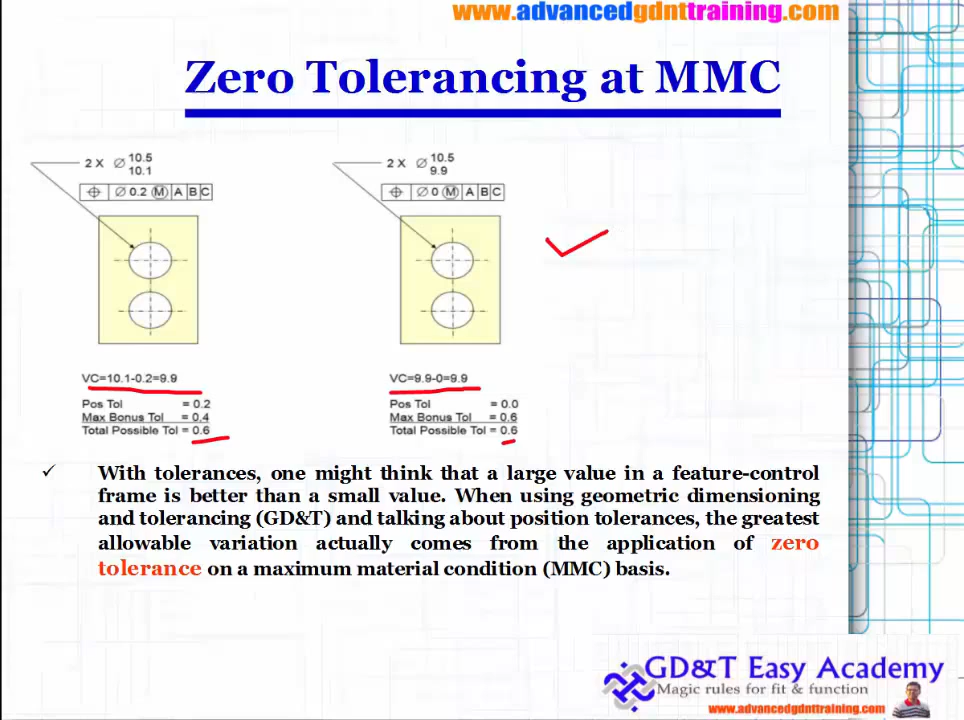 www.advancedgdnttraining.com
Zero Tolerancing at MMC
2 X ∅ 10.5
10.1
⌖ ∅ 0.2 Ⓜ A B C
2 X ∅ 10.5
9.9
⌖ ∅ 0 Ⓜ A B C
VC=10.1-0.2=9.9
Pos Tol = 0.2
Max Bonus Tol = 0.4
Total Possible Tol = 0.6
VC=9.9-0=9.9
Pos Tol = 0.0
Max Bonus Tol = 0.6
Total Possible Tol = 0.6
✓ With tolerances, one might think that a large value in a feature-control
frame is better than a small value. When using geometric dimensioning
and tolerancing (GD&T) and talking about position tolerances, the greatest
allowable variation actually comes from the application of zero
tolerance on a maximum material condition (MMC) basis.
GD&T Easy Academy
Magic rules for fit & function
www.advancedgdnttraining.com